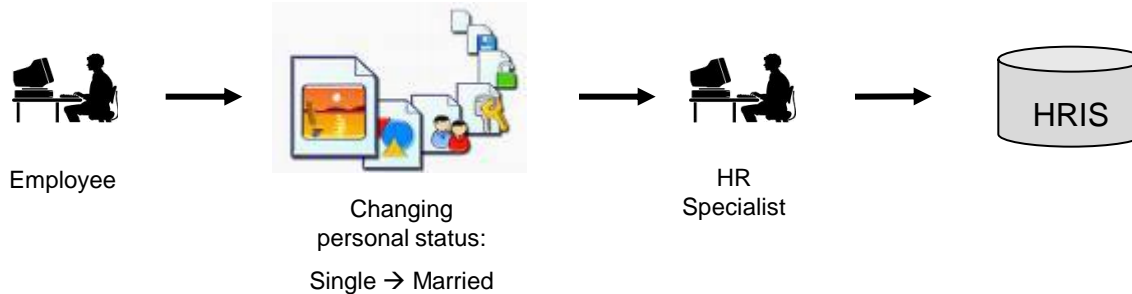 Employee
Changing
personal status:
Single → Married
HR
Specialist
HRIS